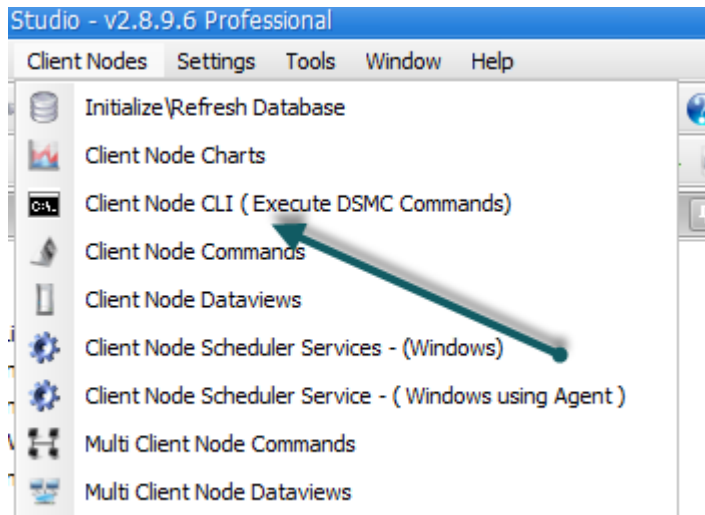 Studio - v2.8.9.6 Professional
Client Nodes Settings Tools Window Help
Initialize\Refresh Database
Client Node Charts
C:\.
Client Node CLI ( Execute DSMC Commands)
Client Node Commands
Client Node Dataviews
Client Node Scheduler Services - (Windows)
Client Node Scheduler Service - ( Windows using Agent )
Multi Client Node Commands
Multi Client Node Dataviews